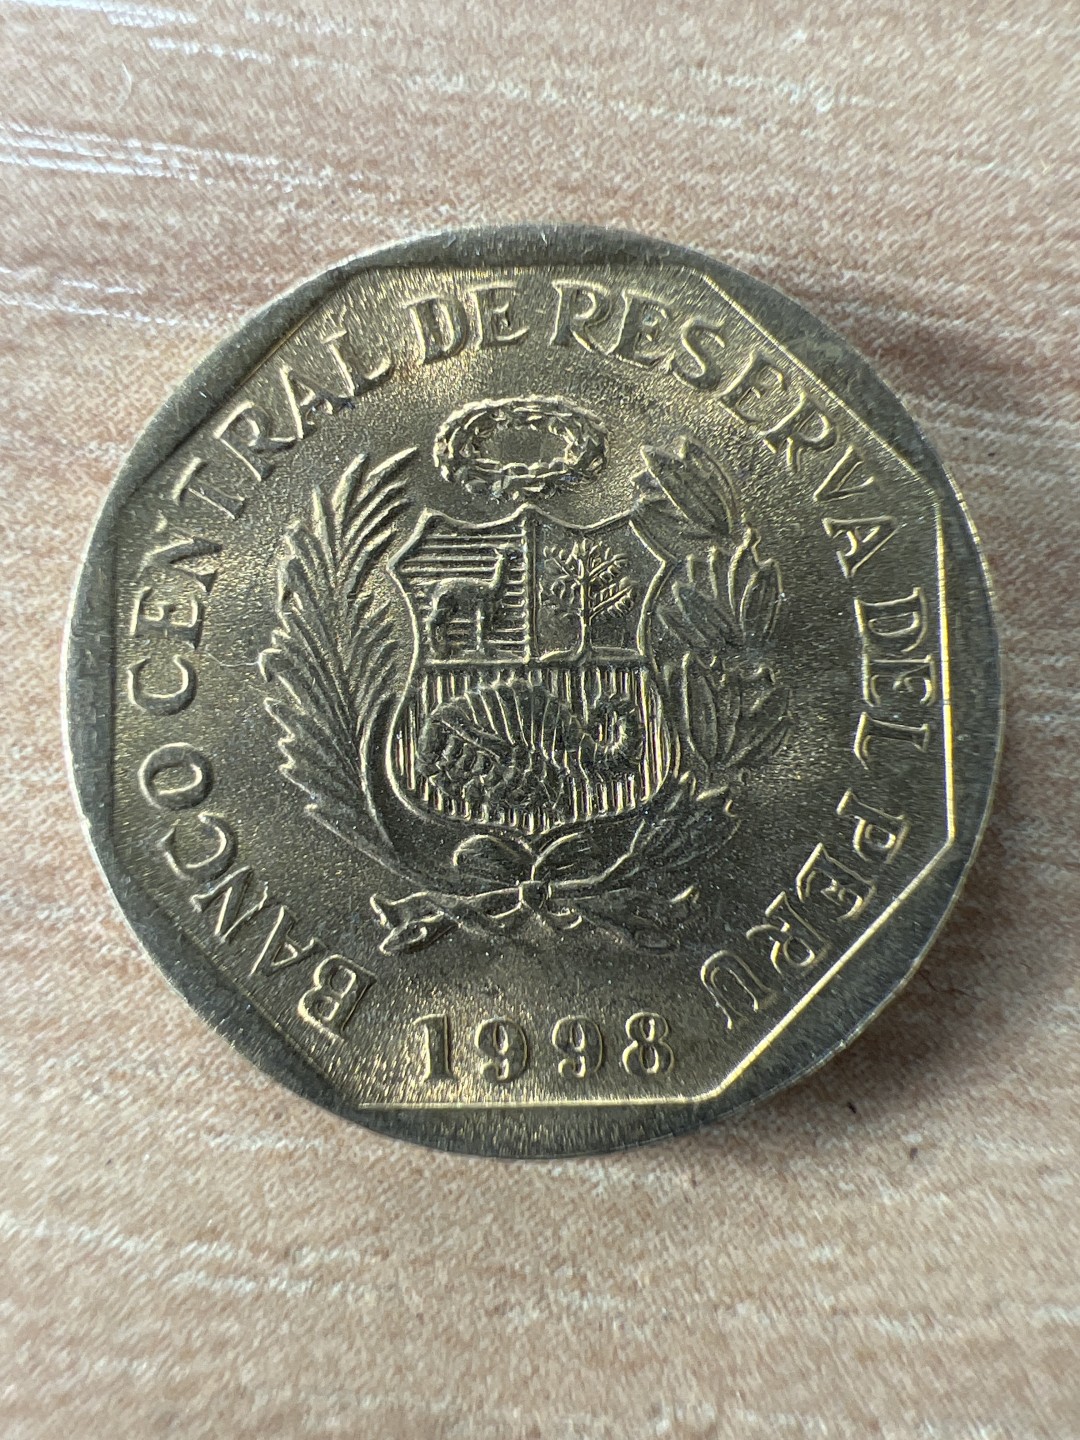 BANCO CENTRAL DE RESERVA DEL PERU
1998